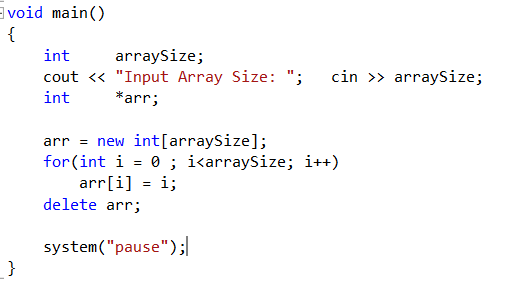 void main()
{
    int     arraySize;
    cout << "Input Array Size: ";   cin >> arraySize;
    int     *arr;

    arr = new int[arraySize];
    for(int i = 0 ; i<arraySize; i++)
        arr[i] = i;
    delete arr;

    system("pause");
}